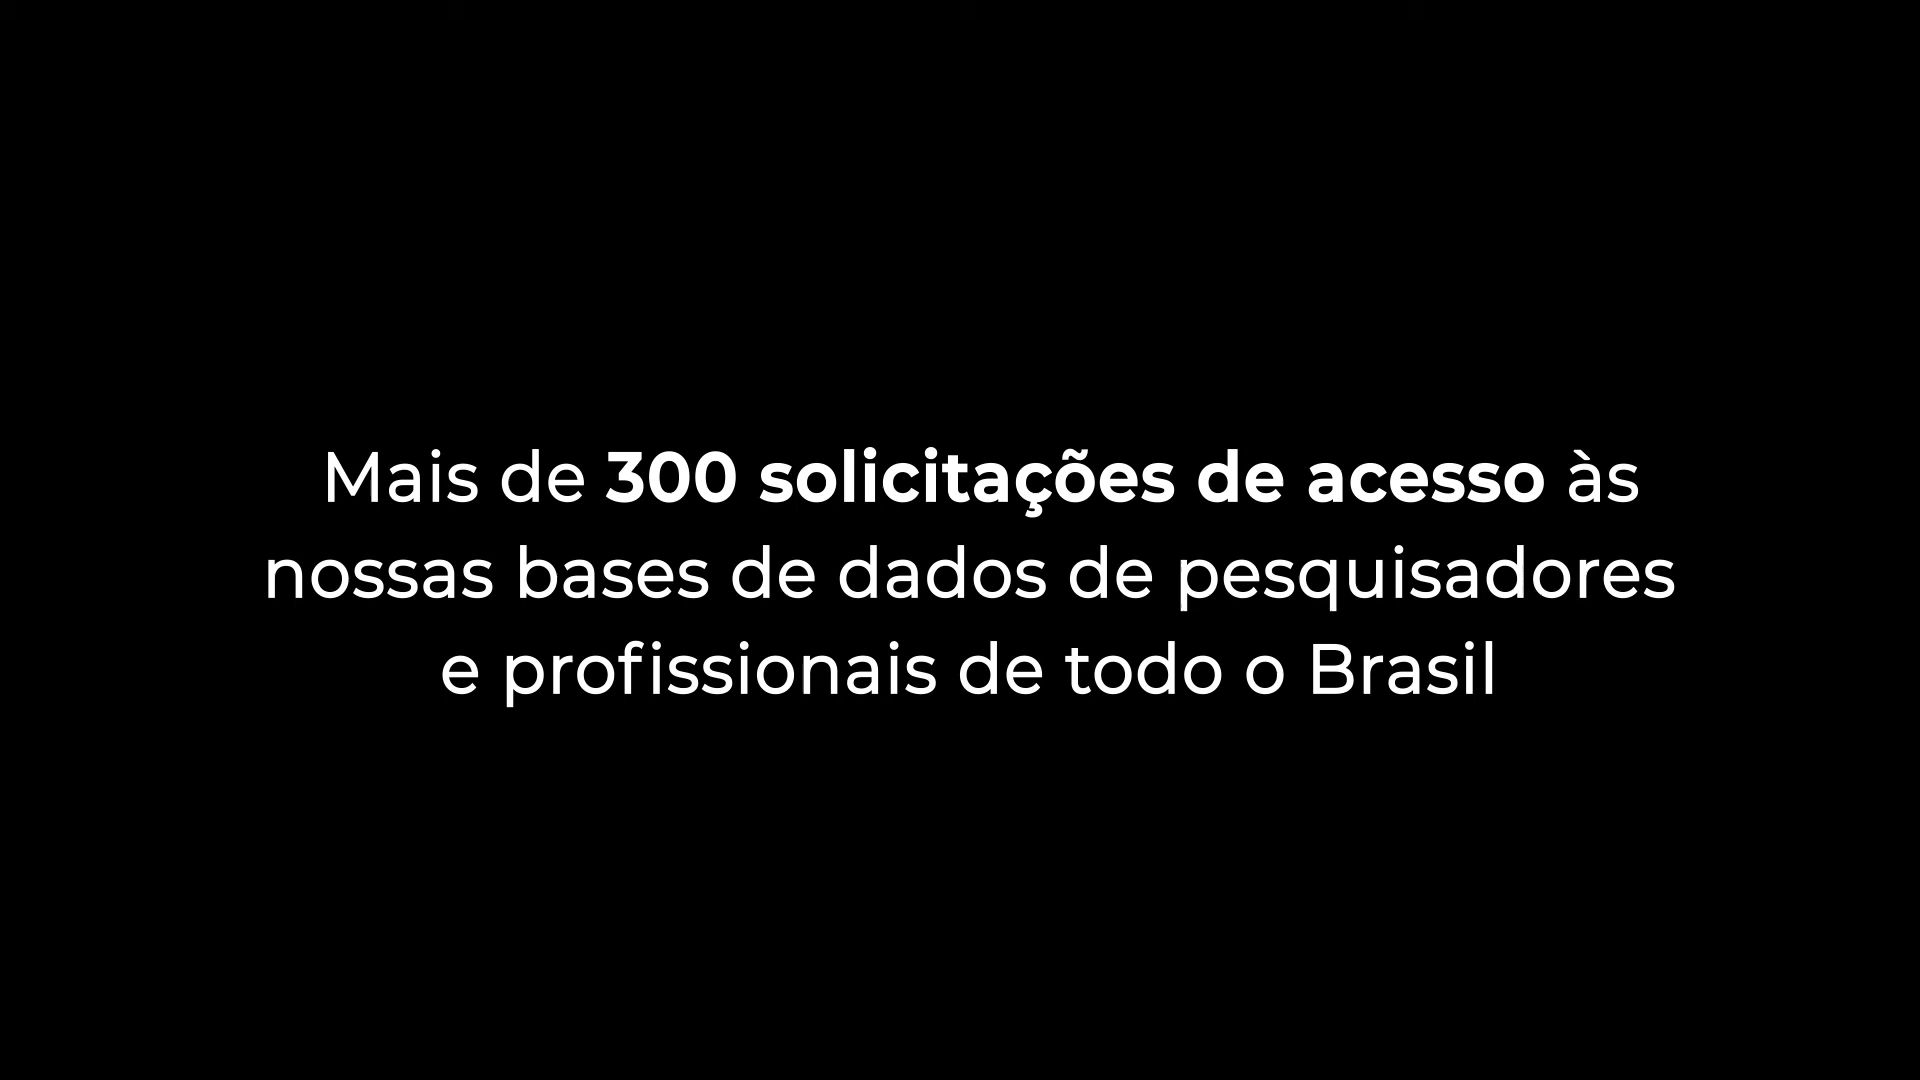 Mais de 300 solicitações de acesso às
nossas bases de dados de pesquisadores
e profissionais de todo o Brasil